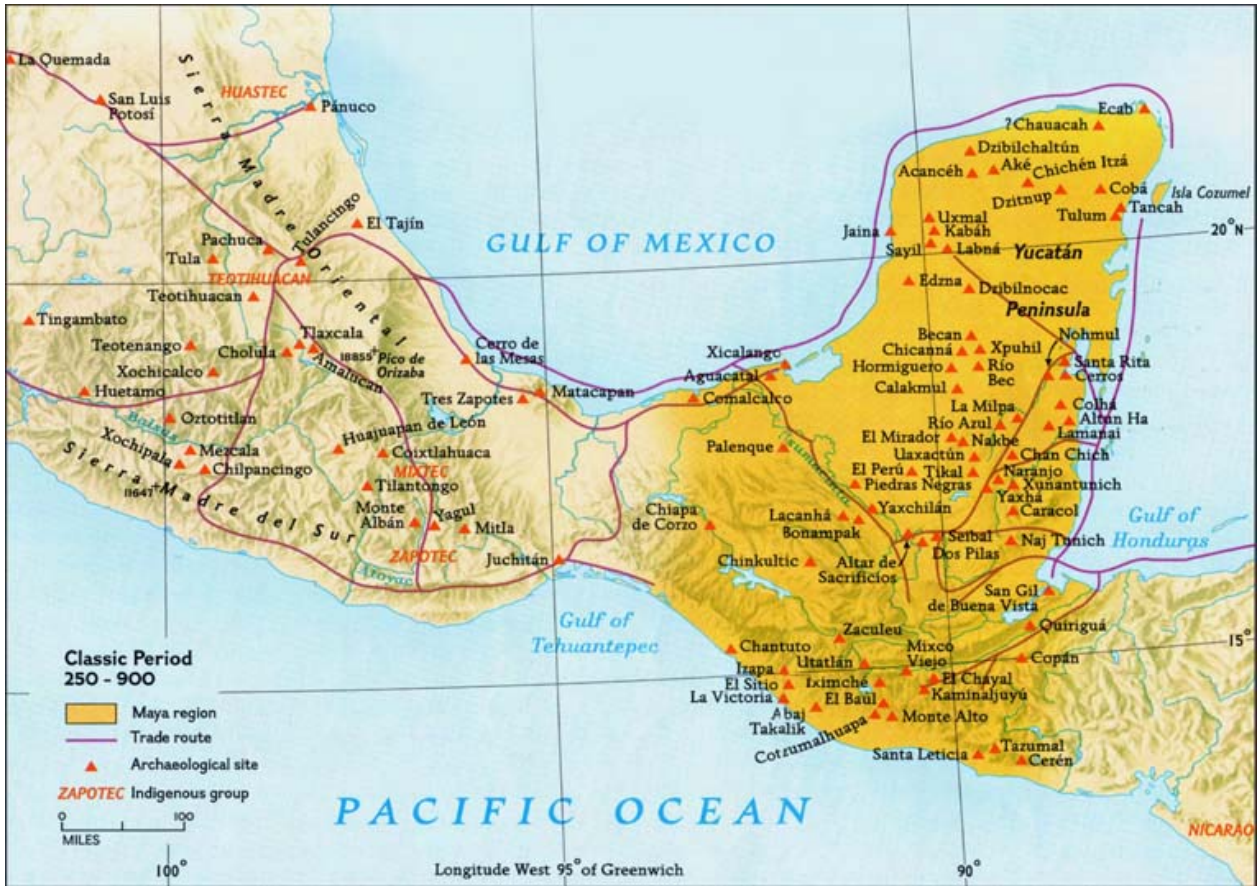 La Quemada
San Luis
Potosí
HUASTEC
Pánuco
Sierra Madre Oriental
El Tajín
Tulancingo
Pachuca
Tula
TEOTIHUACAN
Teotihuacan
Tingambato
Teotenango
Tlaxcala
Cholula
Amalucan
18855
Pico de
Orizaba
Xochicalco
Huetamo
Oztotitlan
Balsas
Xochipala
Mezcala
Chilpancingo
Sierra Madre del Sur
11647
Huajuapan de León
Coixtlahuaca
MIXTEC
Tilantongo
Monte
Albán
Yagul
Mitla
ZAPOTEC
Atoyac
Juchitán
Cerro de
las Mesas
Matacapan
Tres Zapotes
GULF OF MEXICO
Xicalango
Aguacatal
Comalcalco
Palenque
Usumacinta
Chiapa
de Corzo
Chinkultic
Lacanhá
Bonampak
Yaxchilán
Altar de
Sacrificios
Seibal
Dos Pilas
Ecab
?Chauacah
Dzibilchaltún
Aké
Acancéh
Chichén Itzá
Dzitnup
Cobá
Isla Cozumel
Tancah
Tulum
Uxmal
Kabáh
Jaina
Sayil
Labná
20°N
Yucatán
Peninsula
Edzna
Dzibilnocac
Becan
Nohmul
Chicanná
Xpuhil
Santa Rita
Hormiguero
Río
Bec
Cerros
Calakmul
La Milpa
Colhá
Río Azul
Altún Ha
Lamanai
El Mirador
Nakbe
Uaxactún
Chan Chich
El Perú
Tikal
Naranjo
Piedras Negras
Xunantunich
Yaxhá
Caracol
Naj Tunich
Gulf of
Honduras
San Gil
de Buena Vista
Quiriguá
15°
Copán
Gulf of
Tehuantepec
Chantuto
Zaculeu
Mixco
Viejo
Utatlán
Izapa
El Sitio
Iximché
El Chayal
Kaminaljuyú
La Victoria
El Baúl
Abaj
Takalik
Monte Alto
Cotzumalhuapa
Santa Leticia
Tazumal
Cerén
NICARAO
PACIFIC OCEAN
Classic Period
250 - 900
Maya region
Trade route
Archaeological site
ZAPOTEC Indigenous group
0 100
MILES
100° Longitude West 95° of Greenwich 90°